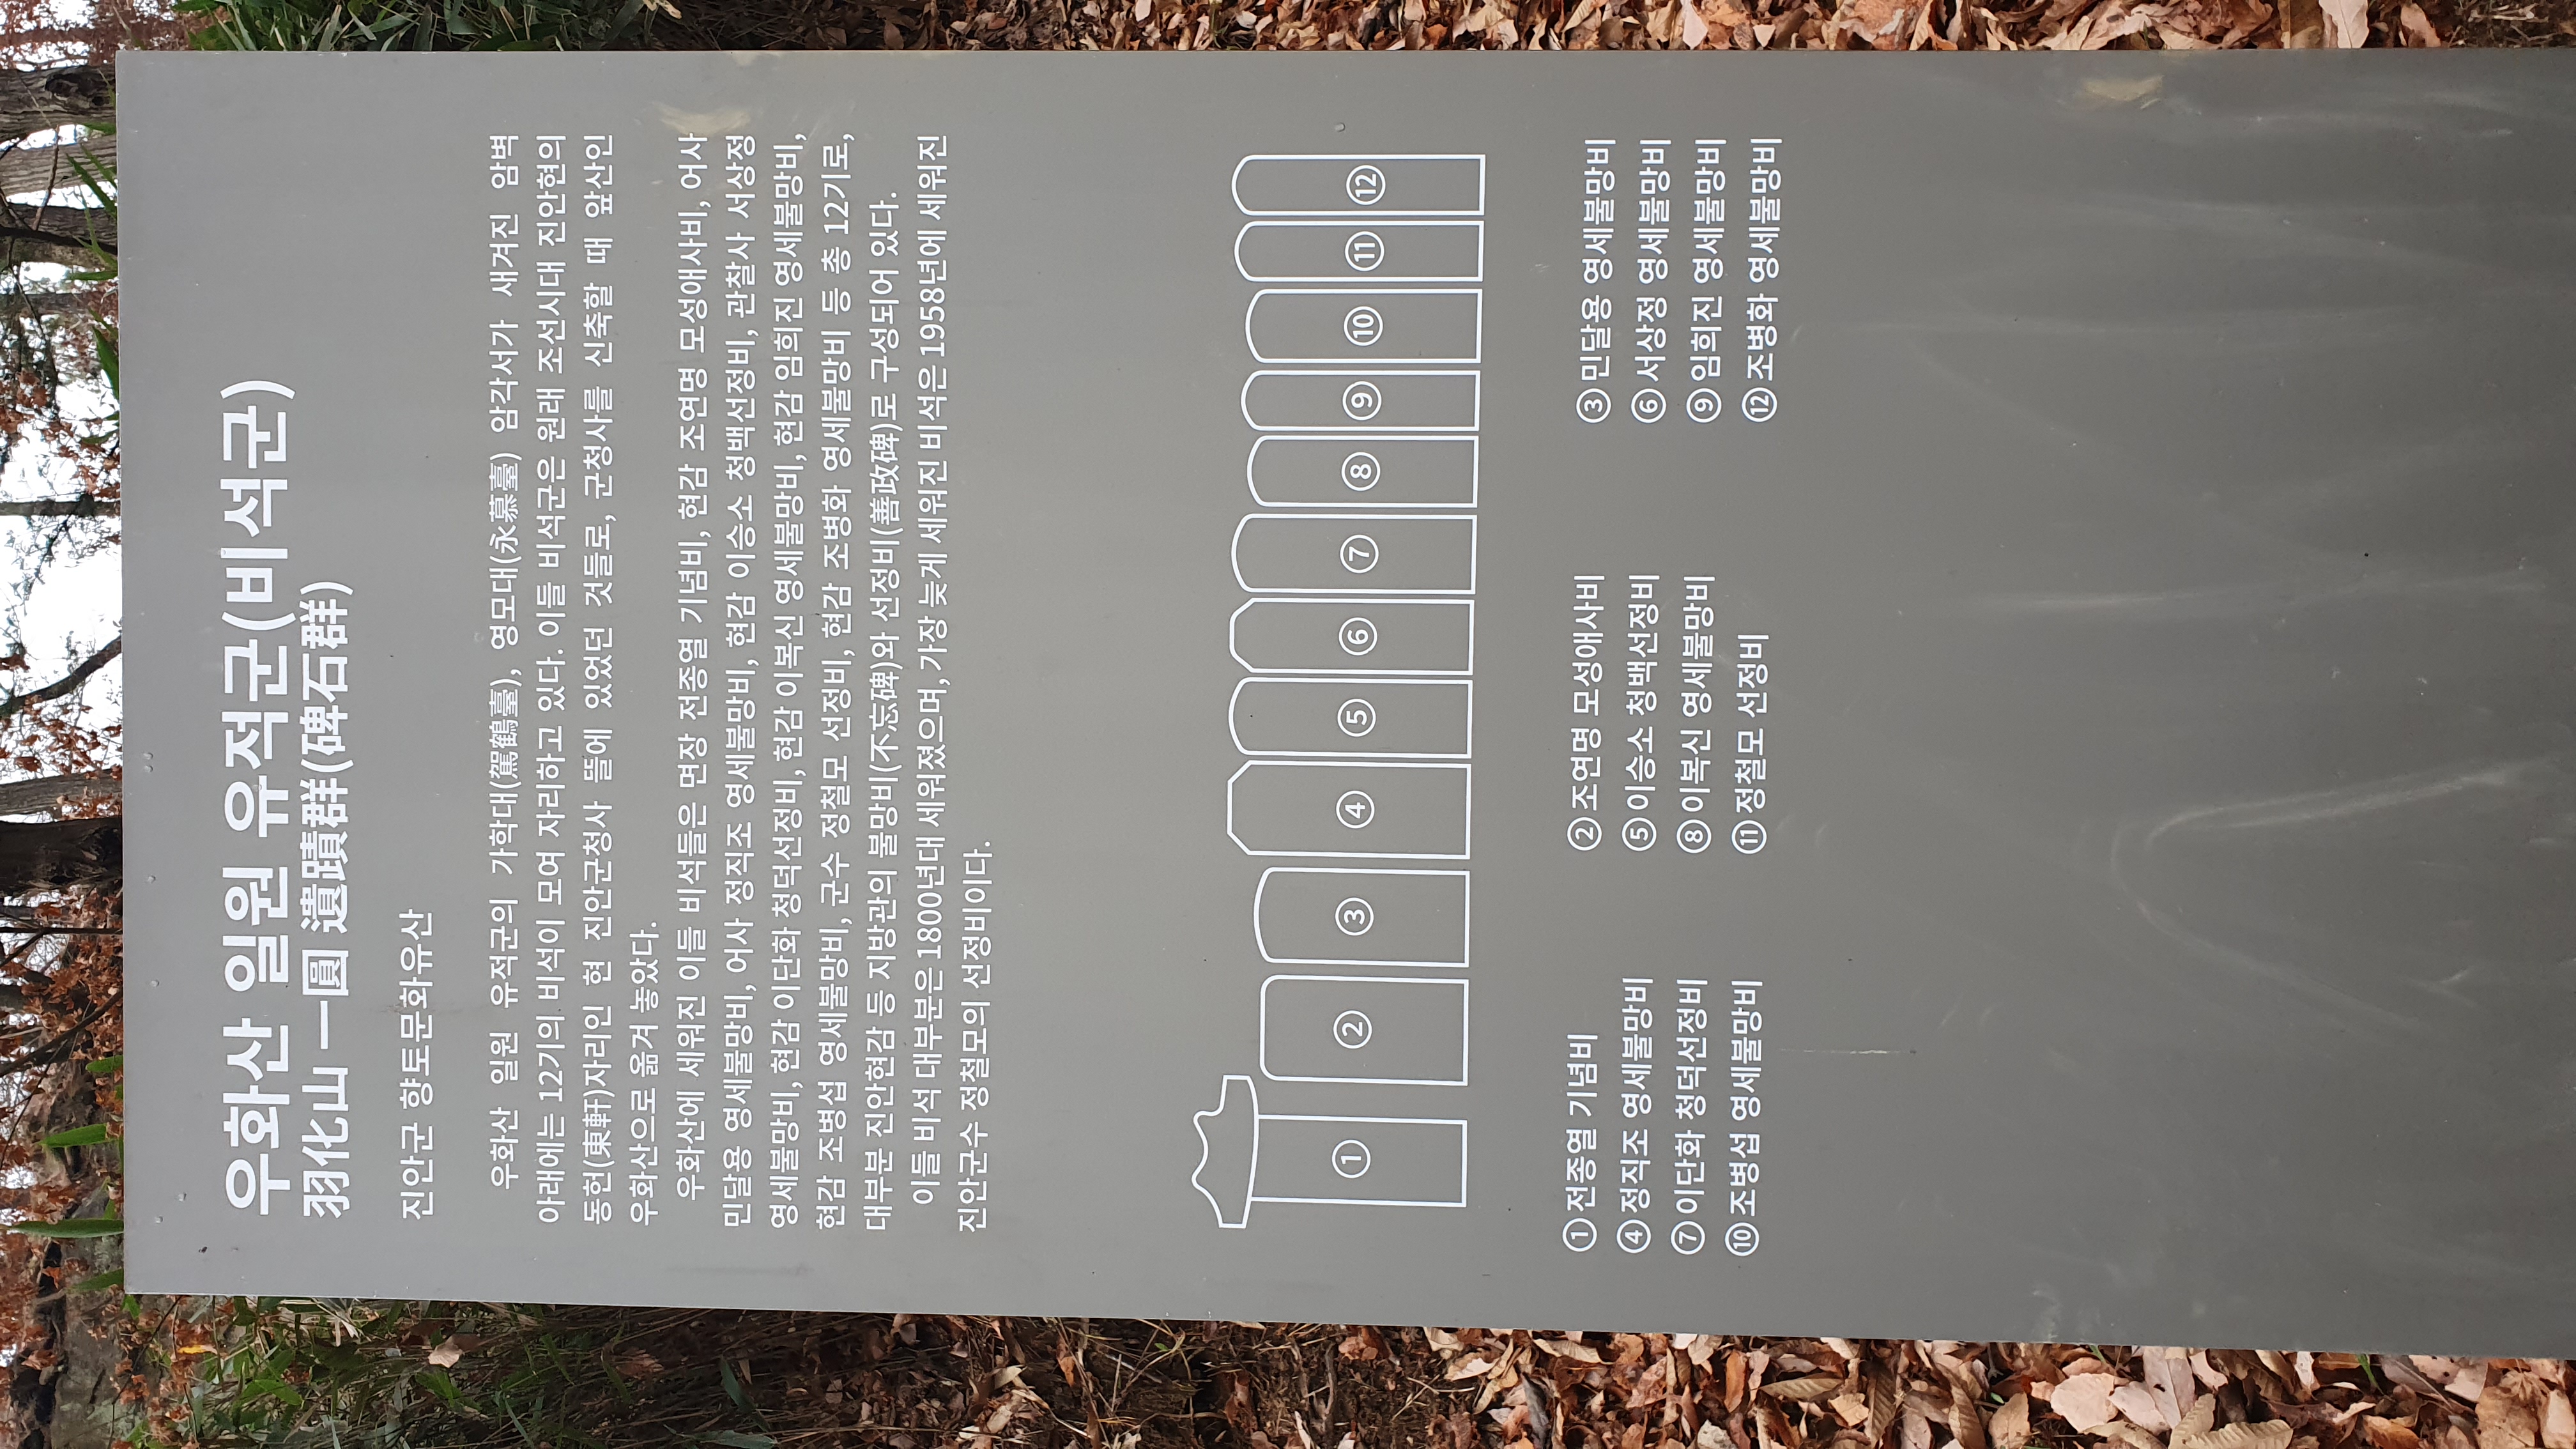 우화산 일원 유적군(비석군)
羽化山 一圓 遺蹟群(碑石群)
진안군 향토문화유산
우화산 일원 유적군의 가학대(駕鶴臺), 영모대(永慕臺) 암각서가 새겨진 암벽
아래에는 12기의 비석이 모여 자리하고 있다. 이들 비석군은 원래 조선시대 진안현의
동헌(東軒)자리인 현 진안군청사 뜰에 있었던 것들로, 군청사를 신축할 때 앞산인
우화산으로 옮겨 놓았다.
우화산에 세워진 이들 비석들은 면장 전종열 기념비, 현감 조연명 모성애사비, 어사
민달용 영세불망비, 어사 정직조 영세불망비, 현감 이승소 청백선정비, 관찰사 서상정
영세불망비, 현감 이단화 청덕선정비, 현감 이복신 영세불망비, 현감 임희진 영세불망비,
현감 조병섭 영세불망비, 군수 정철모 선정비, 현감 조병화 영세불망비 등 총 12기로,
대부분 진안현감 등 지방관의 불망비(不忘碑)와 선정비(善政碑)로 구성되어 있다.
이들 비석 대부분은 1800년대 세워졌으며, 가장 늦게 세워진 비석은 1958년에 세워진
진안군수 정철모의 선정비이다.
① ② ③ ④ ⑤ ⑥ ⑦ ⑧ ⑨ ⑩ ⑪ ⑫
①전종열 기념비 ②조연명 모성애사비 ③민달용 영세불망비
④정직조 영세불망비 ⑤이승소 청백선정비 ⑥서상정 영세불망비
⑦이단화 청덕선정비 ⑧이복신 영세불망비 ⑨임희진 영세불망비
⑩조병섭 영세불망비 ⑪정철모 선정비 ⑫조병화 영세불망비